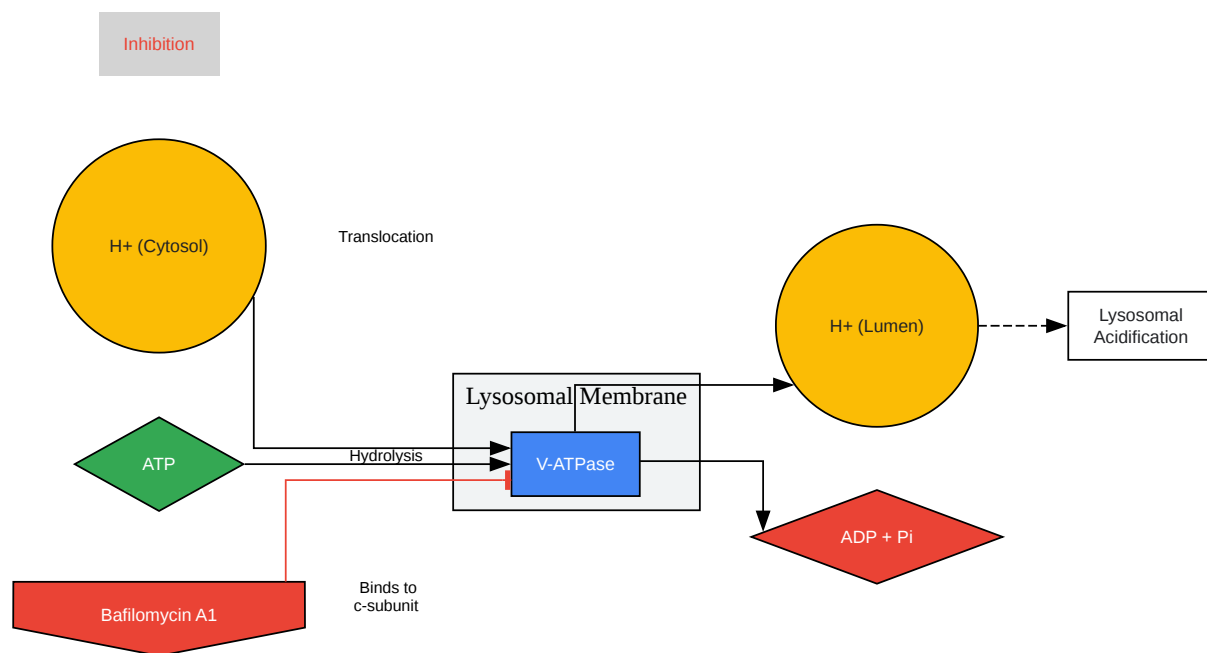 Inhibition
H+ (Cytosol)
Translocation
H+ (Lumen)
Lysosomal
Acidification
Lysosomal Membrane
ATP
Hydrolysis
V-ATPase
ADP + Pi
Binds to
c-subunit
Bafilomycin A1